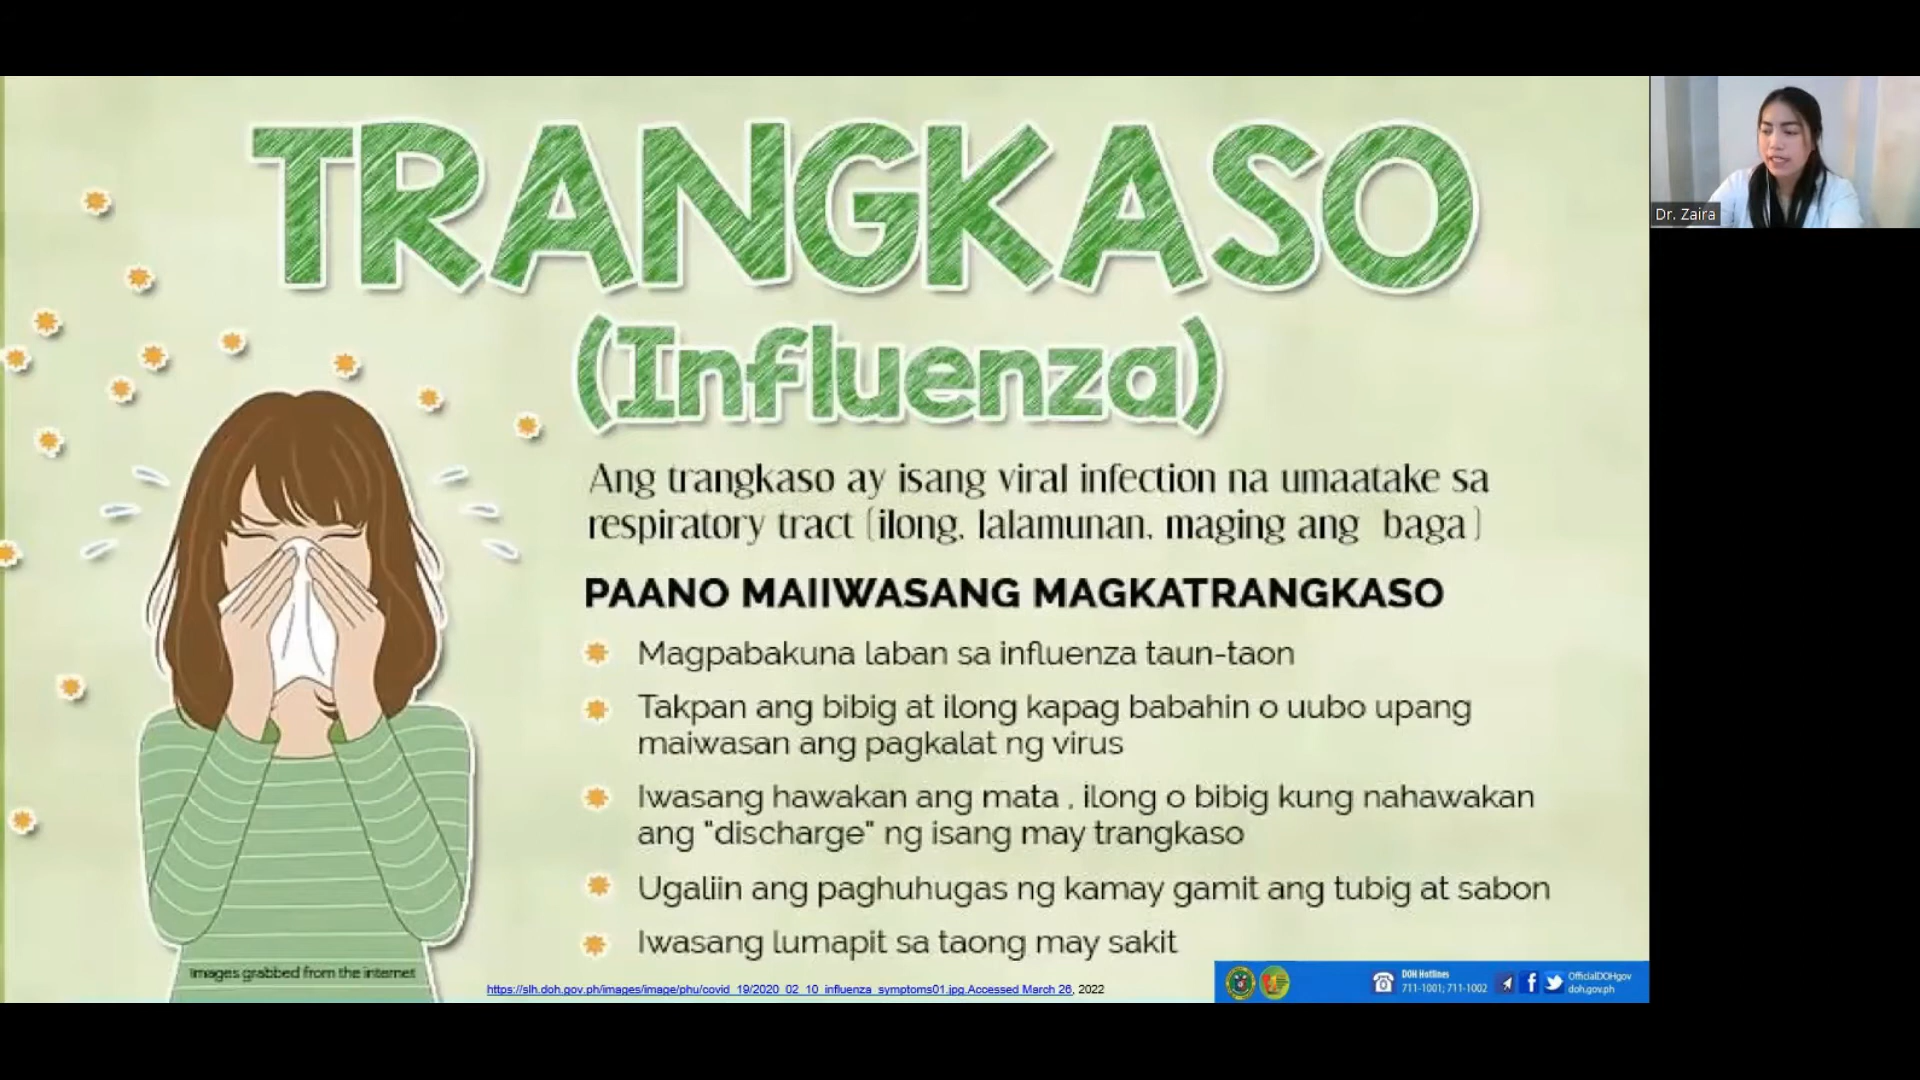 TRANGKASO
(Influenza)
Ang trangkaso ay isang viral infection na umaatake sa
respiratory tract (ilong, lalamunan, maging ang baga)
PAANO MAIIWASANG MAGKATRANGKASO
Magpabakuna laban sa influenza taun-taon
Takpan ang bibig at ilong kapag babahin o uubo upang
maiwasan ang pagkalat ng virus
Iwasang hawakan ang mata , ilong o bibig kung nahawakan
ang "discharge" ng isang may trangkaso
Ugaliin ang paghuhugas ng kamay gamit ang tubig at sabon
Iwasang lumapit sa taong may sakit
Images grabbed from the internet
https://slh.doh.gov.ph/images/image/phu/covid_19/2020_02_10_influenza_symptoms01.jpg.Accessed March 26, 2022
DOH Hotlines
711-1001; 711-1002
OfficialDOHgov
doh.gov.ph
Dr. Zaira